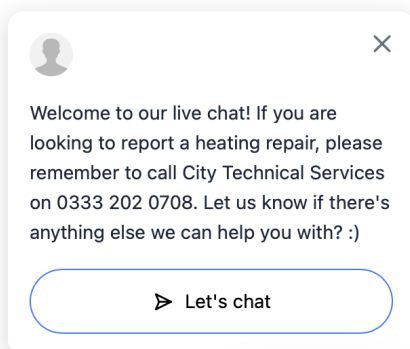 Welcome to our live chat! If you are
looking to report a heating repair, please
remember to call City Technical Services
on 0333 202 0708. Let us know if there's
anything else we can help you with? :)
Let's chat